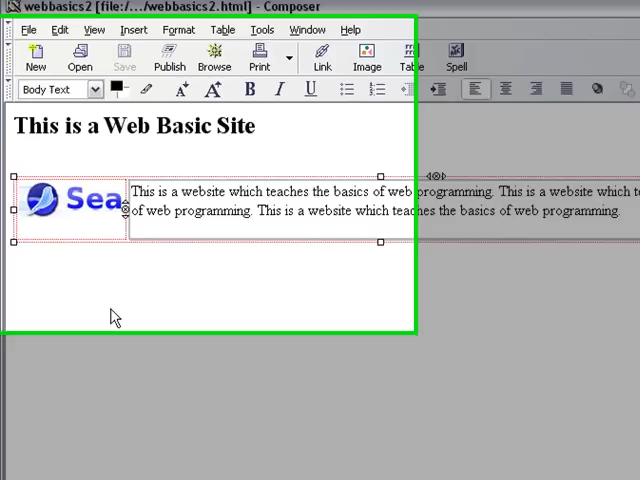 webbasics2 [file:/.../webbasics2.html] - Composer
File Edit View Insert Format Table Tools Window Help
New Open Save Publish Browse Print Link Image Table Spell
Body Text A A B I U
This is a Web Basic Site
Sea
This is a website which teaches the basics of web programming. This is a website which t
of web programming. This is a website which teaches the basics of web programming.